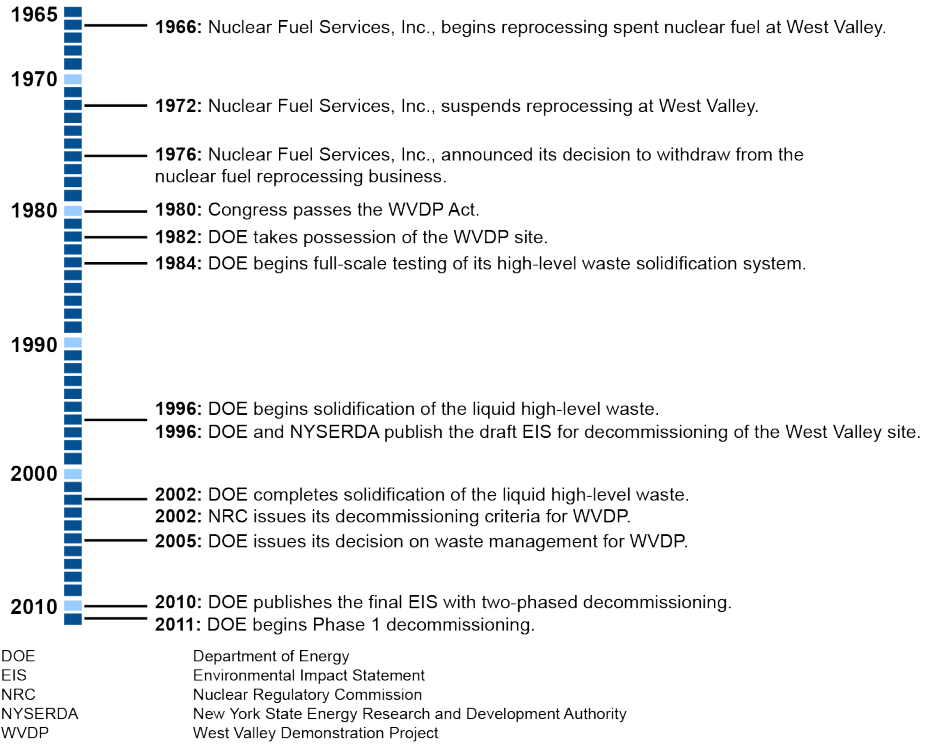 1965
1966: Nuclear Fuel Services, Inc., begins reprocessing spent nuclear fuel at West Valley.
1970
1972: Nuclear Fuel Services, Inc., suspends reprocessing at West Valley.
1976: Nuclear Fuel Services, Inc., announced its decision to withdraw from the
nuclear fuel reprocessing business.
1980
1980: Congress passes the WVDP Act.
1982: DOE takes possession of the WVDP site.
1984: DOE begins full-scale testing of its high-level waste solidification system.
1990
1996: DOE begins solidification of the liquid high-level waste.
1996: DOE and NYSERDA publish the draft EIS for decommissioning of the West Valley site.
2000
2002: DOE completes solidification of the liquid high-level waste.
2002: NRC issues its decommissioning criteria for WVDP.
2005: DOE issues its decision on waste management for WVDP.
2010
2010: DOE publishes the final EIS with two-phased decommissioning.
2011: DOE begins Phase 1 decommissioning.
DOE Department of Energy
EIS Environmental Impact Statement
NRC Nuclear Regulatory Commission
NYSERDA New York State Energy Research and Development Authority
WVDP West Valley Demonstration Project